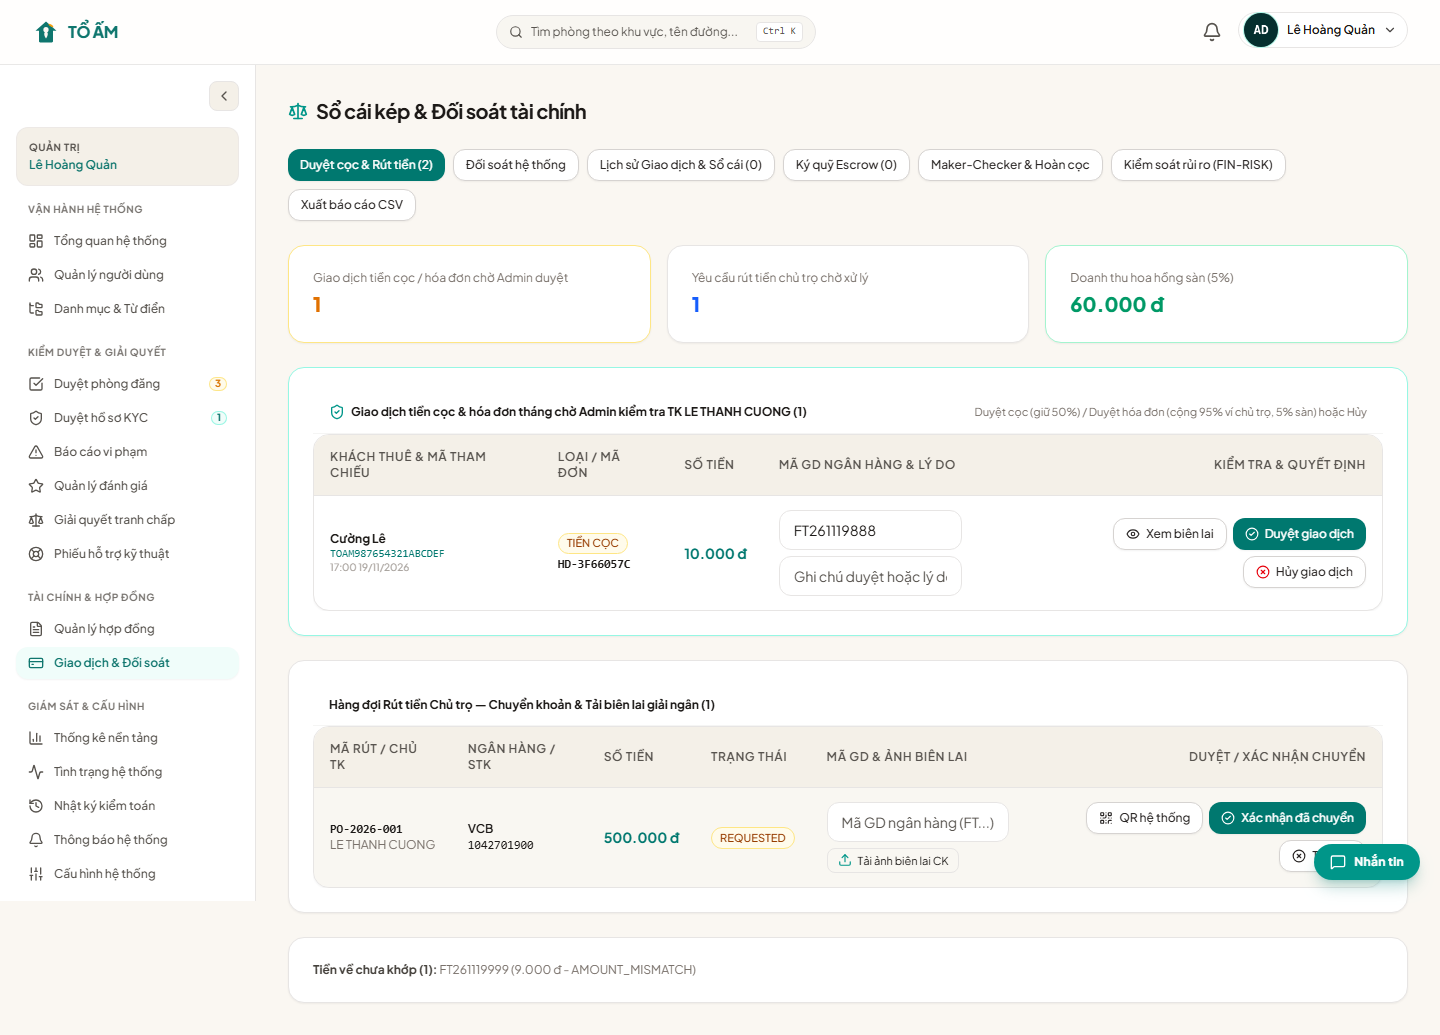 TỔ ẤM
Tìm phòng theo khu vực, tên đường...
Ctrl K
AD
Lê Hoàng Quản
QUẢN TRỊ
Lê Hoàng Quản
VẬN HÀNH HỆ THỐNG
Tổng quan hệ thống
Quản lý người dùng
Danh mục & Từ điển
KIỂM DUYỆT & GIẢI QUYẾT
Duyệt phòng đăng
3
Duyệt hồ sơ KYC
1
Báo cáo vi phạm
Quản lý đánh giá
Giải quyết tranh chấp
Phiếu hỗ trợ kỹ thuật
TÀI CHÍNH & HỢP ĐỒNG
Quản lý hợp đồng
Giao dịch & Đối soát
GIÁM SÁT & CẤU HÌNH
Thống kê nền tảng
Tình trạng hệ thống
Nhật ký kiểm toán
Thông báo hệ thống
Cấu hình hệ thống
Sổ cái kép & Đối soát tài chính
Duyệt cọc & Rút tiền (2)
Đối soát hệ thống
Lịch sử Giao dịch & Sổ cái (0)
Ký quỹ Escrow (0)
Maker-Checker & Hoàn cọc
Kiểm soát rủi ro (FIN-RISK)
Xuất báo cáo CSV
Giao dịch tiền cọc / hóa đơn chờ Admin duyệt
1
Yêu cầu rút tiền chủ trọ chờ xử lý
1
Doanh thu hoa hồng sàn (5%)
60.000 đ
Giao dịch tiền cọc & hóa đơn tháng chờ Admin kiểm tra TK LE THANH CUONG (1)
Duyệt cọc (giữ 50%) / Duyệt hóa đơn (cộng 95% ví chủ trọ, 5% sàn) hoặc Hủy
KHÁCH THUÊ & MÃ THAM CHIẾU
LOẠI / MÃ ĐƠN
SỐ TIỀN
MÃ GD NGÂN HÀNG & LÝ DO
KIỂM TRA & QUYẾT ĐỊNH
Cường Lê
TOAM987654321ABCDEF
17:00 19/11/2026
TIỀN CỌC
HD-3F66057C
10.000 đ
FT261119888
Ghi chú duyệt hoặc lý d
Xem biên lai
Duyệt giao dịch
Hủy giao dịch
Hàng đợi Rút tiền Chủ trọ — Chuyển khoản & Tải biên lai giải ngân (1)
MÃ RÚT / CHỦ TK
NGÂN HÀNG / STK
SỐ TIỀN
TRẠNG THÁI
MÃ GD & ẢNH BIÊN LAI
DUYỆT / XÁC NHẬN CHUYỂN
PO-2026-001
LE THANH CUONG
VCB
1042701900
500.000 đ
REQUESTED
Mã GD ngân hàng (FT...)
Tải ảnh biên lai CK
QR hệ thống
Xác nhận đã chuyển
Nhắn tin
Tiền về chưa khớp (1): FT261119999 (9.000 đ - AMOUNT_MISMATCH)